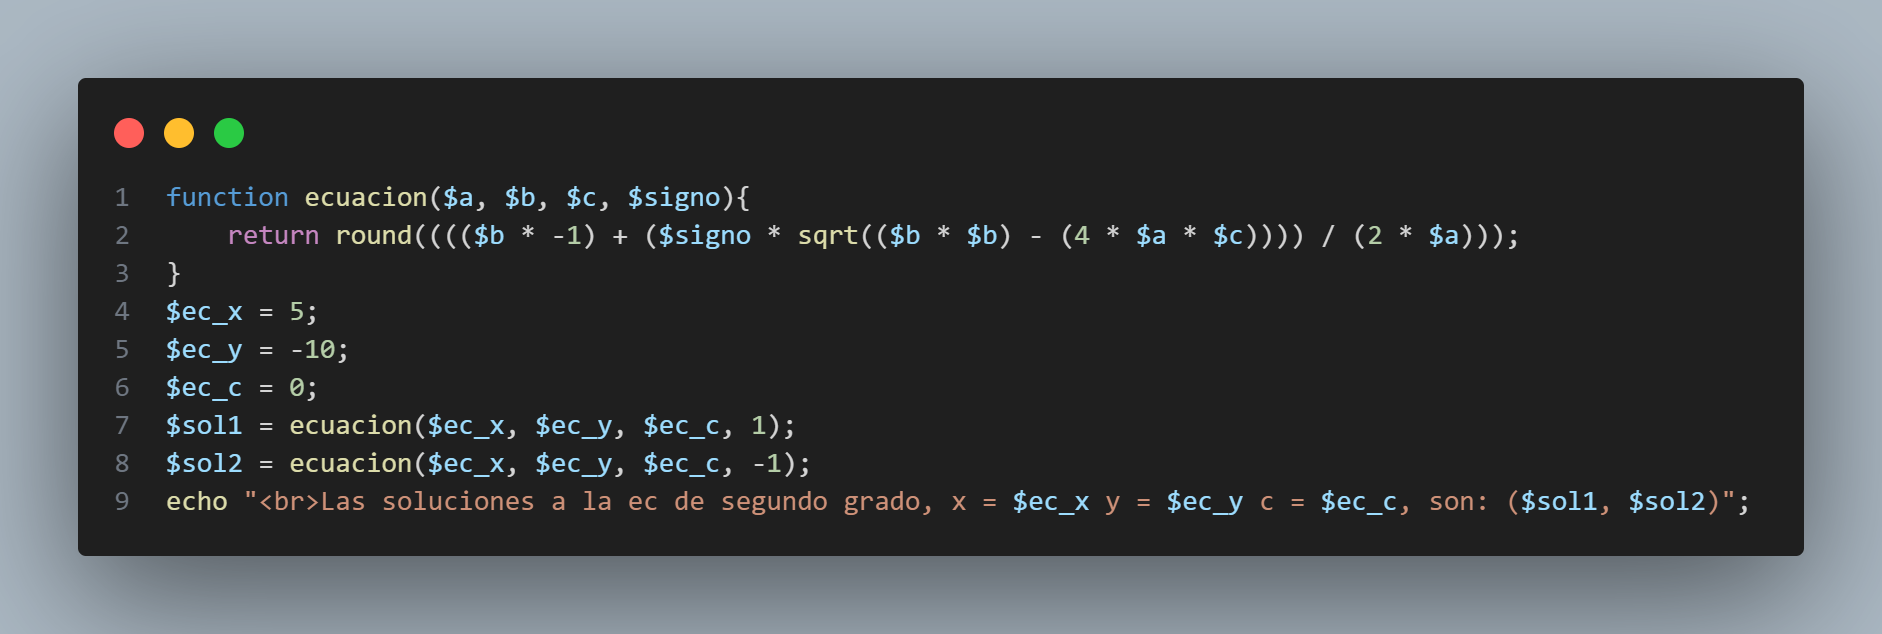 1 function ecuacion($a, $b, $c, $signo){
2 return round(((($b * -1) + ($signo * sqrt(($b * $b) - (4 * $a * $c)))) / (2 * $a)));
3 }
4 $ec_x = 5;
5 $ec_y = -10;
6 $ec_c = 0;
7 $sol1 = ecuacion($ec_x, $ec_y, $ec_c, 1);
8 $sol2 = ecuacion($ec_x, $ec_y, $ec_c, -1);
9 echo "<br>Las soluciones a la ec de segundo grado, x = $ec_x y = $ec_y c = $ec_c, son: ($sol1, $sol2)";